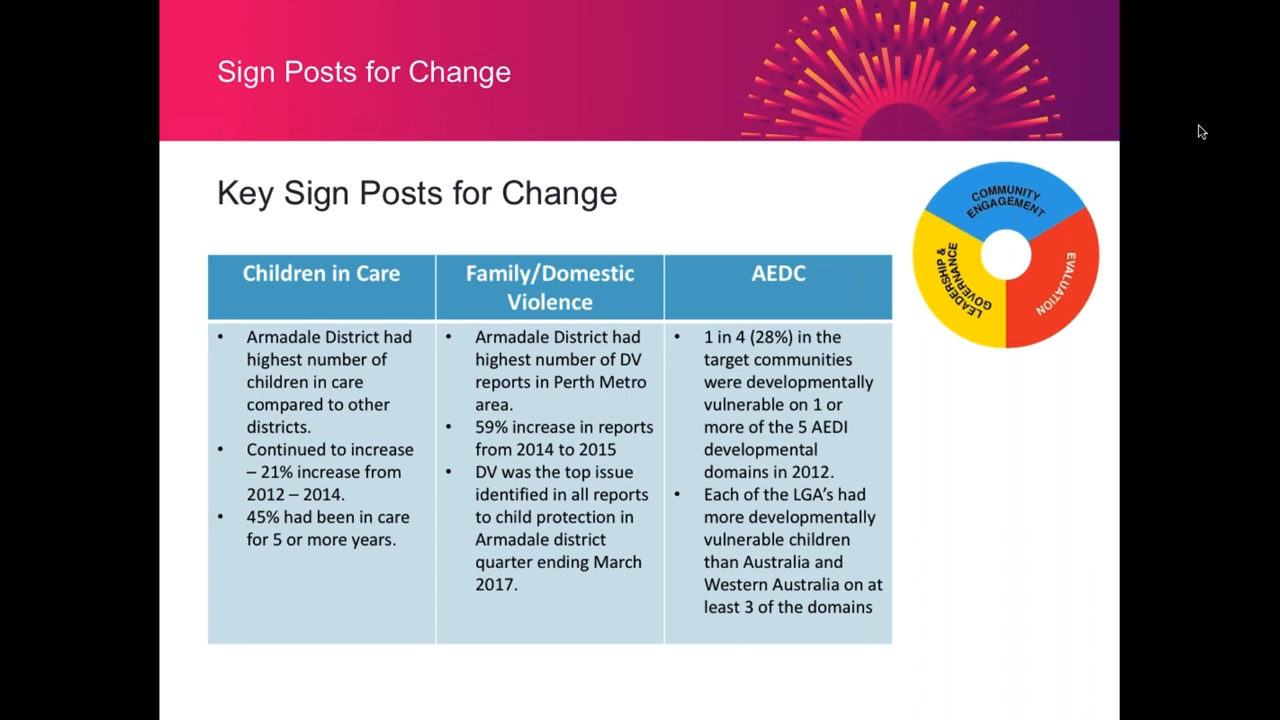 Sign Posts for Change
Key Sign Posts for Change
COMMUNITY
ENGAGEMENT
LEADERSHIP &
GOVERNANCE
EVALUATION
Children in Care
• Armadale District had
highest number of
children in care
compared to other
districts.
• Continued to increase
– 21% increase from
2012 – 2014.
• 45% had been in care
for 5 or more years.
Family/Domestic
Violence
• Armadale District had
highest number of DV
reports in Perth Metro
area.
• 59% increase in reports
from 2014 to 2015
• DV was the top issue
identified in all reports
to child protection in
Armadale district
quarter ending March
2017.
AEDC
• 1 in 4 (28%) in the
target communities
were developmentally
vulnerable on 1 or
more of the 5 AEDI
developmental
domains in 2012.
• Each of the LGA’s had
more developmentally
vulnerable children
than Australia and
Western Australia on at
least 3 of the domains